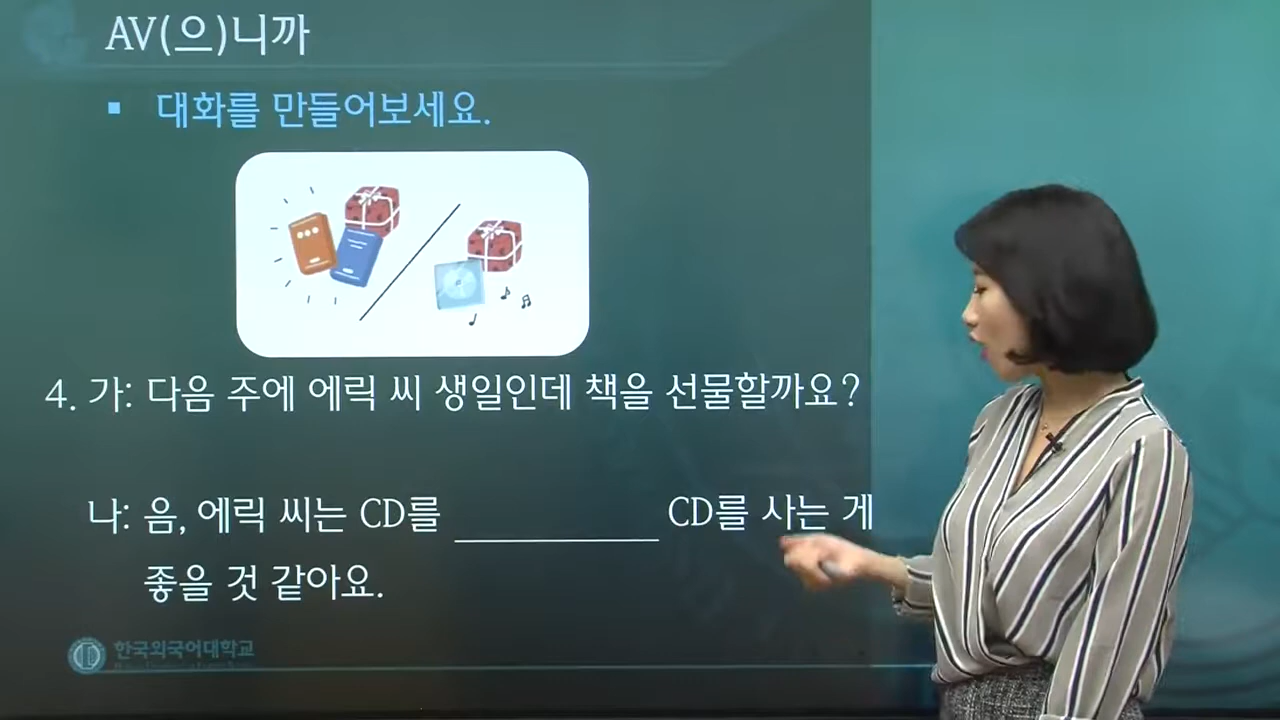 AV(으)니까
▪ 대화를 만들어보세요.
4. 가: 다음 주에 에릭 씨 생일인데 책을 선물할까요?
나: 음, 에릭 씨는 CD를 __________ CD를 사는 게
좋을 것 같아요.
한국외국어대학교